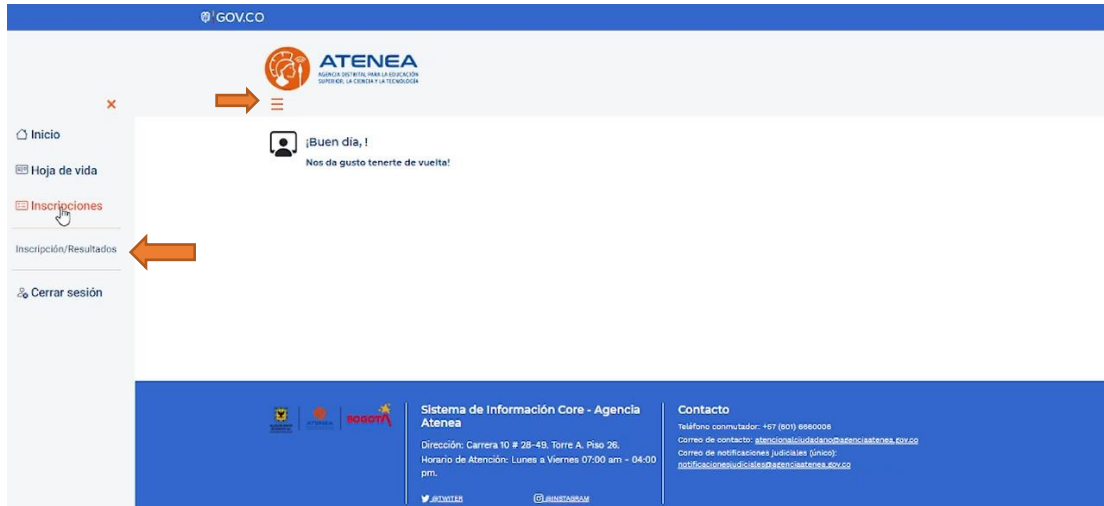 GOV.CO
ATENEA
AGENCIA DISTRITAL PARA LA EDUCACIÓN
SUPERIOR, LA CIENCIA Y LA TECNOLOGÍA
Inicio
Hoja de vida
Inscripciones
Inscripción/Resultados
Cerrar sesión
¡Buen día, !
Nos da gusto tenerte de vuelta!
ATENEA
BOGOTÁ
Sistema de Información Core - Agencia
Atenea
Dirección: Carrera 10 # 28-49. Torre A. Piso 26.
Horario de Atención: Lunes a Viernes 07:00 am - 04:00
pm.
@TWITER
@INSTAGRAM
Contacto
Teléfono conmutador: +57 (601) 6660006
Correo de contacto: atencionalciudadano@agenciaatenea.gov.co
Correo de notificaciones judiciales (único):
notificacionesjudiciales@agenciaatenea.gov.co